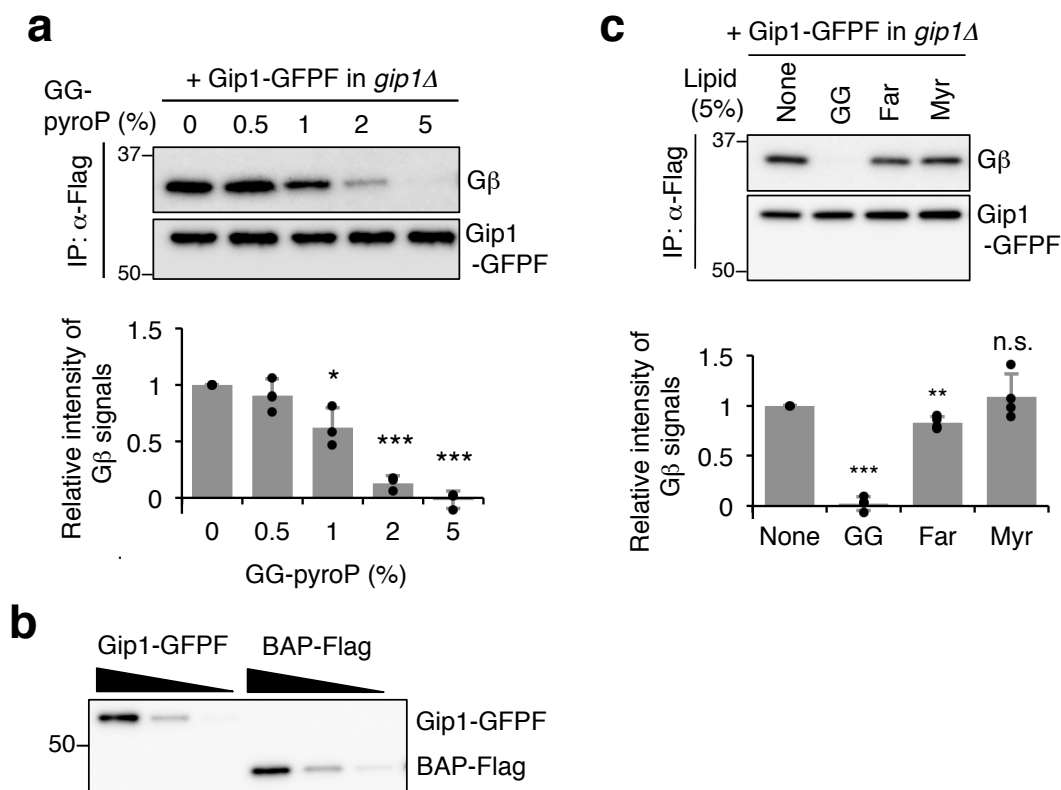 a
+ Gip1-GFPF in gip1Δ
GG-
pyroP (%) 0 0.5 1 2 5
IP: α-Flag
37
Gβ
Gip1
-GFPF
50
Relative intensity of
Gβ signals
1.5
1
0.5
0
*
***
***
0 0.5 1 2 5
GG-pyroP (%)
b
Gip1-GFPF BAP-Flag
50
Gip1-GFPF
BAP-Flag
c
+ Gip1-GFPF in gip1Δ
Lipid
(5%)
None GG Far Myr
IP: α-Flag
37
Gβ
Gip1
-GFPF
50
Relative intensity of
Gβ signals
1.5
1
0.5
0
***
**
n.s.
None GG Far Myr